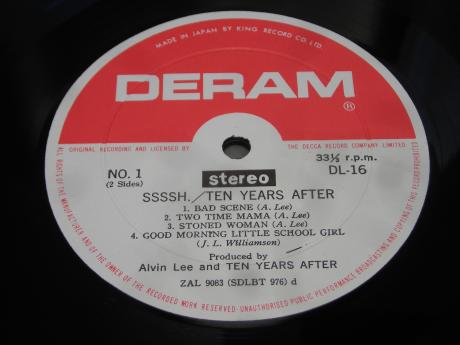 MADE IN JAPAN BY KING RECORD CO. LTD.
DERAM
®
ORIGINAL RECORDING AND LICENSED BY THE DECCA RECORD COMPANY LIMITED
NO. 1
(2 Sides)
stereo
33⅓ r.p.m.
DL-16
SSSSH./TEN YEARS AFTER
1. BAD SCENE (A. Lee)
2. TWO TIME MAMA (A. Lee)
3. STONED WOMAN (A. Lee)
4. GOOD MORNING LITTLE SCHOOL GIRL
(J. L. Williamson)
Produced by
Alvin Lee and TEN YEARS AFTER
ZAL 9083 (SDLBT 976) d
ALL RIGHTS OF THE MANUFACTURER AND OF THE OWNER OF THE RECORDED WORK RESERVED·UNAUTHORISED PUBLIC PERFORMANCE BROADCASTING AND COPYING OF THIS RECORD PROHIBITED